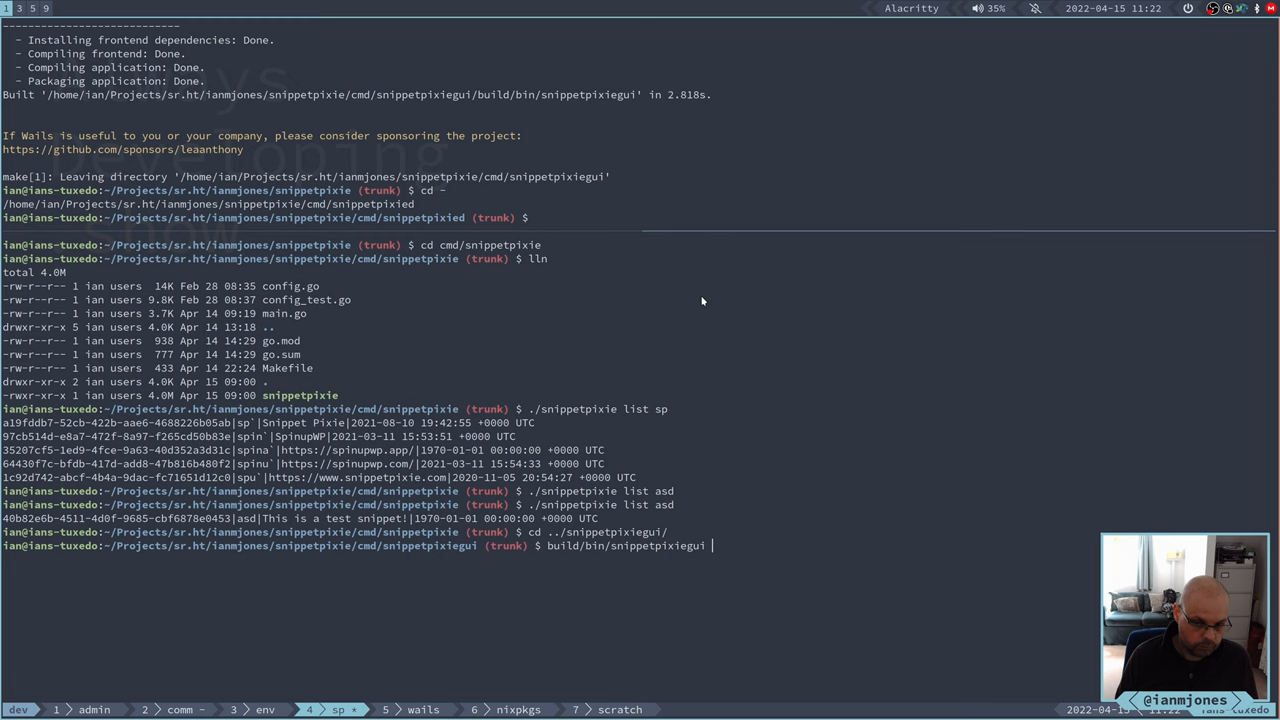 1 3 5 9 Alacritty 35% 2022-04-15 11:22
-----------------------------
- Installing frontend dependencies: Done.
- Compiling frontend: Done.
- Compiling application: Done.
- Packaging application: Done.
Built '/home/ian/Projects/sr.ht/ianmjones/snippetpixie/cmd/snippetpixiegui/build/bin/snippetpixiegui' in 2.818s.
If Wails is useful to you or your company, please consider sponsoring the project:
https://github.com/sponsors/leaanthony
Developing
make[1]: Leaving directory '/home/ian/Projects/sr.ht/ianmjones/snippetpixie/cmd/snippetpixiegui'
ian@ians-tuxedo:~/Projects/sr.ht/ianmjones/snippetpixie (trunk) $ cd -
/home/ian/Projects/sr.ht/ianmjones/snippetpixie/cmd/snippetpixied
ian@ians-tuxedo:~/Projects/sr.ht/ianmjones/snippetpixie/cmd/snippetpixied (trunk) $
show
ian@ians-tuxedo:~/Projects/sr.ht/ianmjones/snippetpixie (trunk) $ cd cmd/snippetpixie
ian@ians-tuxedo:~/Projects/sr.ht/ianmjones/snippetpixie/cmd/snippetpixie (trunk) $ lln
total 4.0M
-rw-r--r-- 1 ian users 14K Feb 28 08:35 config.go
-rw-r--r-- 1 ian users 9.8K Feb 28 08:37 config_test.go
-rw-r--r-- 1 ian users 3.7K Apr 14 09:19 main.go
drwxr-xr-x 5 ian users 4.0K Apr 14 13:18 ..
-rw-r--r-- 1 ian users 938 Apr 14 14:29 go.mod
-rw-r--r-- 1 ian users 777 Apr 14 14:29 go.sum
-rw-r--r-- 1 ian users 433 Apr 14 22:24 Makefile
drwxr-xr-x 2 ian users 4.0K Apr 15 09:00 .
-rwxr-xr-x 1 ian users 4.0M Apr 15 09:00 snippetpixie
ian@ians-tuxedo:~/Projects/sr.ht/ianmjones/snippetpixie/cmd/snippetpixie (trunk) $ ./snippetpixie list sp
a19fddb7-52cb-422b-aae6-4688226b05ab|sp`|Snippet Pixie|2021-08-10 19:42:55 +0000 UTC
97cb514d-e8a7-472f-8a97-f265cd50b83e|spin`|SpinupWP|2021-03-11 15:53:51 +0000 UTC
35207cf5-1ed9-4fce-9a63-40d352a3d31c|spina`|https://spinupwp.app/|1970-01-01 00:00:00 +0000 UTC
64430f7c-bfdb-417d-add8-47b816b480f2|spinu`|https://spinupwp.com/|2021-03-11 15:54:33 +0000 UTC
1c92d742-abcf-4b4a-9dac-fc71651d12c0|spu`|https://www.snippetpixie.com|2020-11-05 20:54:27 +0000 UTC
ian@ians-tuxedo:~/Projects/sr.ht/ianmjones/snippetpixie/cmd/snippetpixie (trunk) $ ./snippetpixie list asd
ian@ians-tuxedo:~/Projects/sr.ht/ianmjones/snippetpixie/cmd/snippetpixie (trunk) $ ./snippetpixie list asd
40b82e6b-4511-4d0f-9685-cbf6878e0453|asd|This is a test snippet!|1970-01-01 00:00:00 +0000 UTC
ian@ians-tuxedo:~/Projects/sr.ht/ianmjones/snippetpixie/cmd/snippetpixie (trunk) $ cd ../snippetpixiegui/
ian@ians-tuxedo:~/Projects/sr.ht/ianmjones/snippetpixie/cmd/snippetpixiegui (trunk) $ build/bin/snippetpixiegui
@ianmjones
dev 1 admin 2 comm - 3 env 4 sp * 5 wails 6 nixpkgs 7 scratch 2022-04-15 11:22 ians-tuxedo